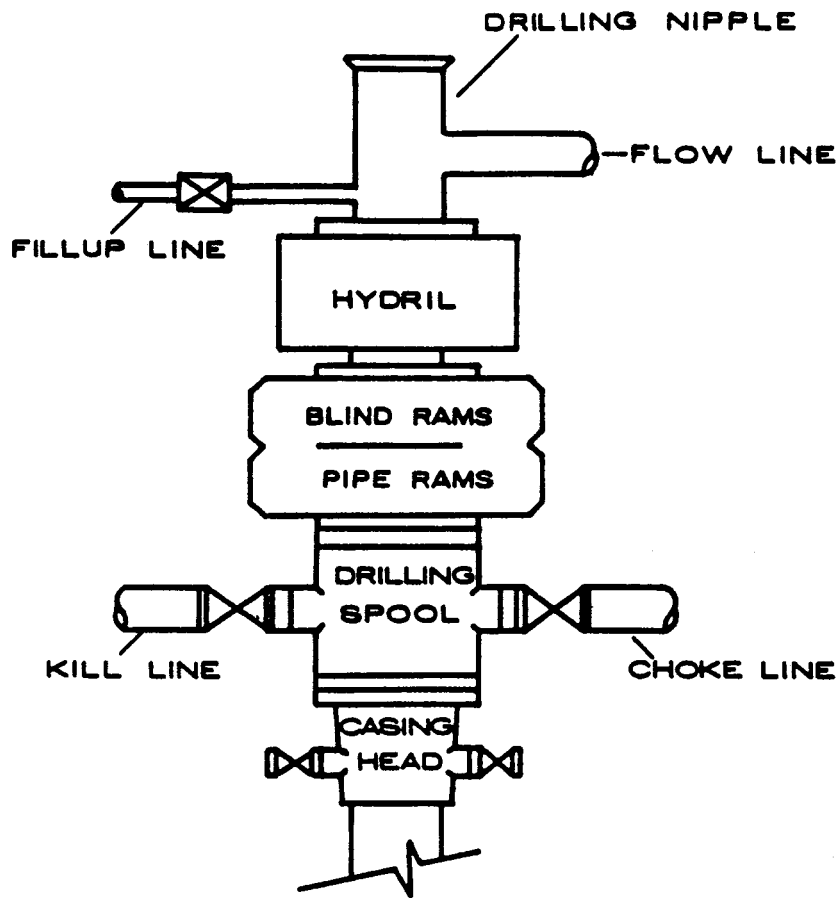 DRILLING NIPPLE
FLOW LINE
FILLUP LINE
HYDRIL
BLIND RAMS
PIPE RAMS
DRILLING
SPOOL
KILL LINE
CHOKE LINE
CASING
HEAD